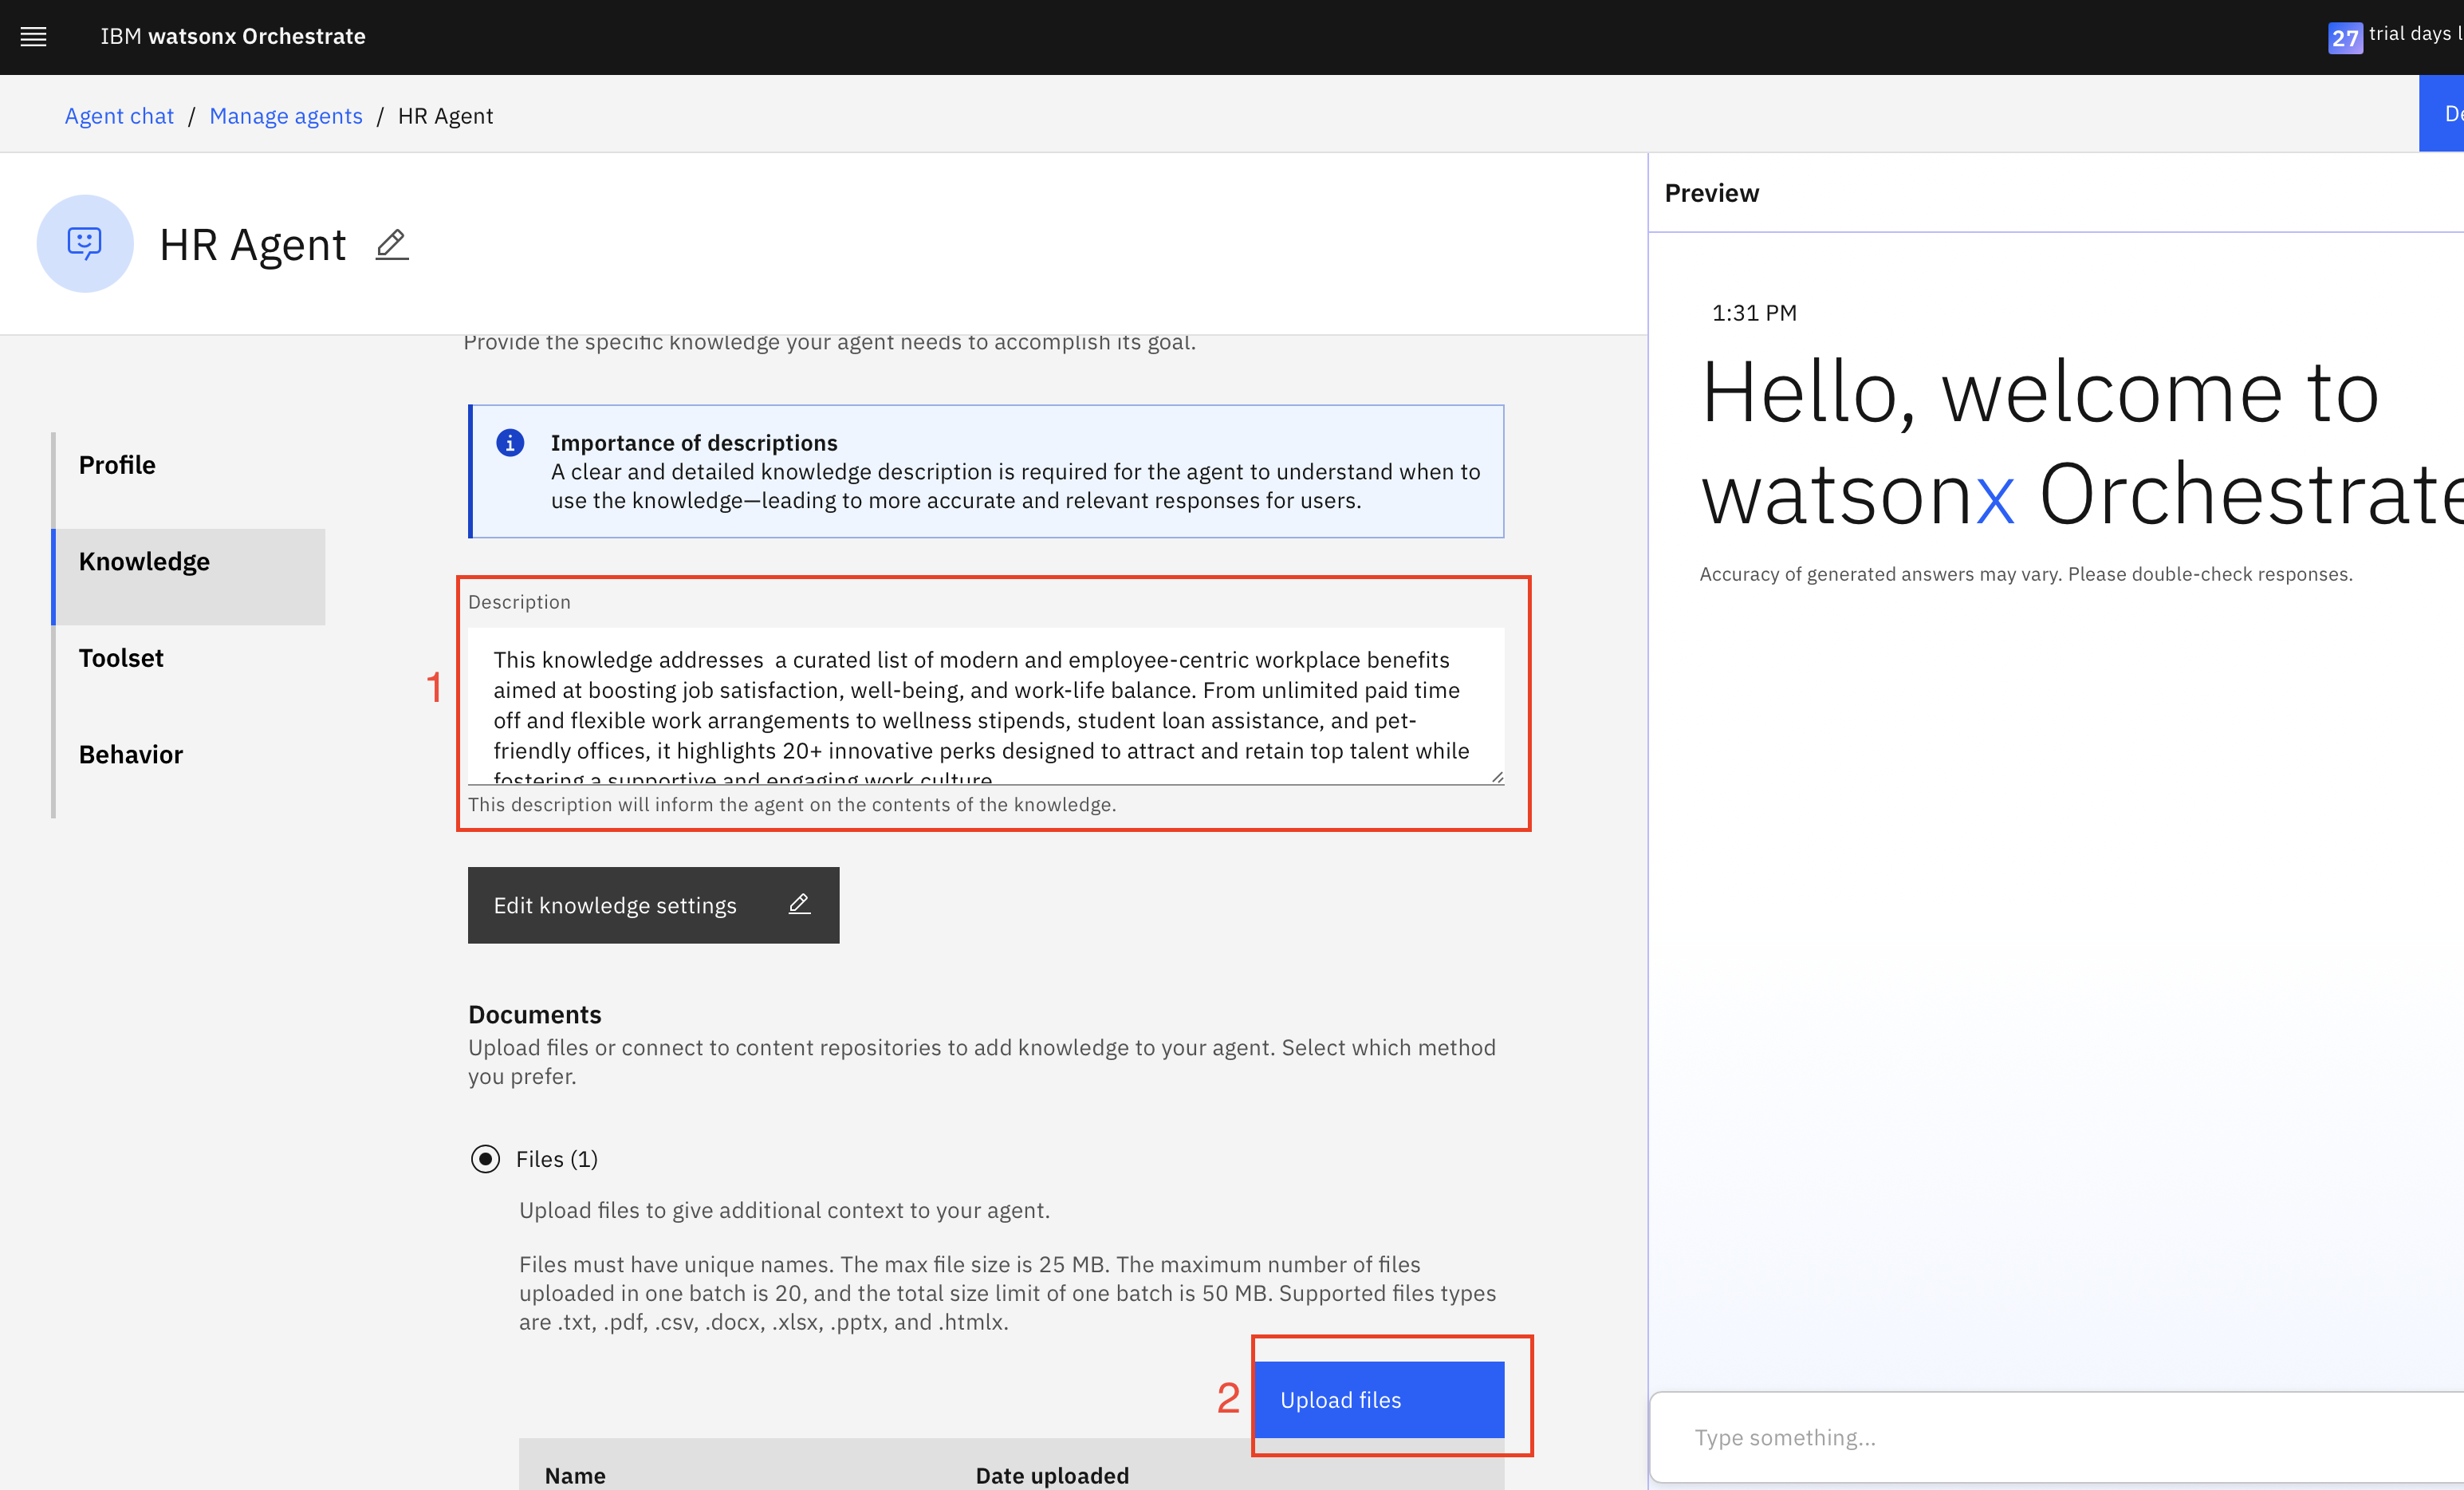 IBM watsonx Orchestrate
27 trial days l
Agent chat / Manage agents / HR Agent
De
HR Agent
Provide the specific knowledge your agent needs to accomplish its goal.
Profile
Knowledge
Toolset
Behavior
Importance of descriptions
A clear and detailed knowledge description is required for the agent to understand when to
use the knowledge—leading to more accurate and relevant responses for users.
1
Description
This knowledge addresses  a curated list of modern and employee-centric workplace benefits
aimed at boosting job satisfaction, well-being, and work-life balance. From unlimited paid time
off and flexible work arrangements to wellness stipends, student loan assistance, and pet-
friendly offices, it highlights 20+ innovative perks designed to attract and retain top talent while
fostering a supportive and engaging work culture.
This description will inform the agent on the contents of the knowledge.
Edit knowledge settings
Documents
Upload files or connect to content repositories to add knowledge to your agent. Select which method
you prefer.
Files (1)
Upload files to give additional context to your agent.
Files must have unique names. The max file size is 25 MB. The maximum number of files
uploaded in one batch is 20, and the total size limit of one batch is 50 MB. Supported files types
are .txt, .pdf, .csv, .docx, .xlsx, .pptx, and .htmlx.
2
Upload files
Name
Date uploaded
Preview
1:31 PM
Hello, welcome to
watsonx Orchestrate
Accuracy of generated answers may vary. Please double-check responses.
Type something...